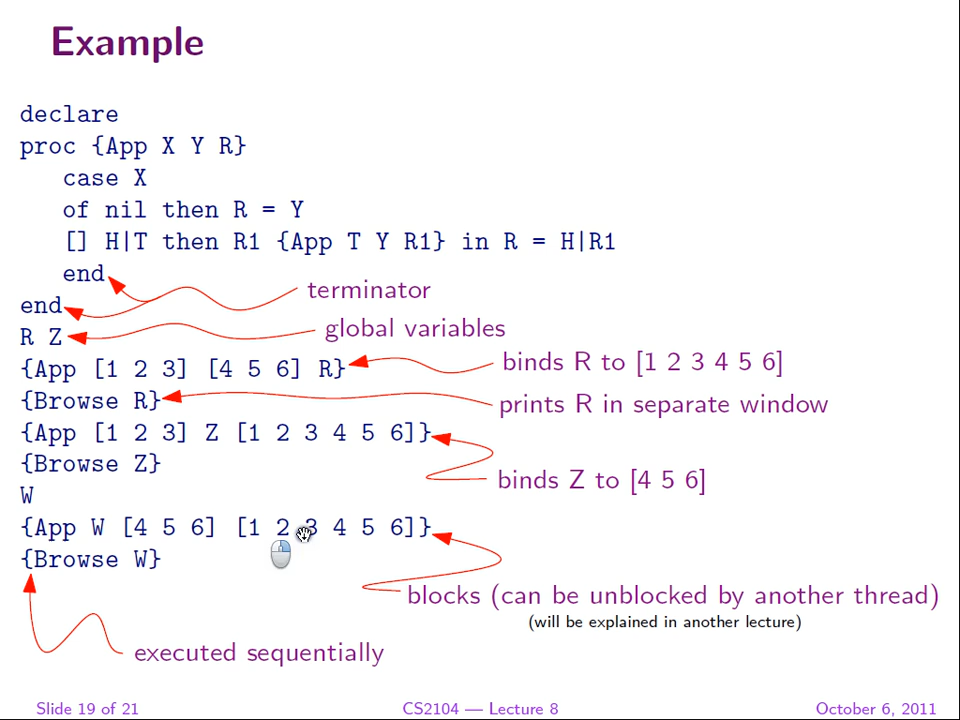 Example
declare
proc {App X Y R}
case X
of nil then R = Y
[] H|T then R1 {App T Y R1} in R = H|R1
end
terminator
end
global variables
R Z
binds R to [1 2 3 4 5 6]
{App [1 2 3] [4 5 6] R}
{Browse R}
prints R in separate window
{App [1 2 3] Z [1 2 3 4 5 6]}
{Browse Z}
binds Z to [4 5 6]
W
{App W [4 5 6] [1 2 3 4 5 6]}
{Browse W}
blocks (can be unblocked by another thread)
(will be explained in another lecture)
executed sequentially
Slide 19 of 21
CS2104 — Lecture 8
October 6, 2011